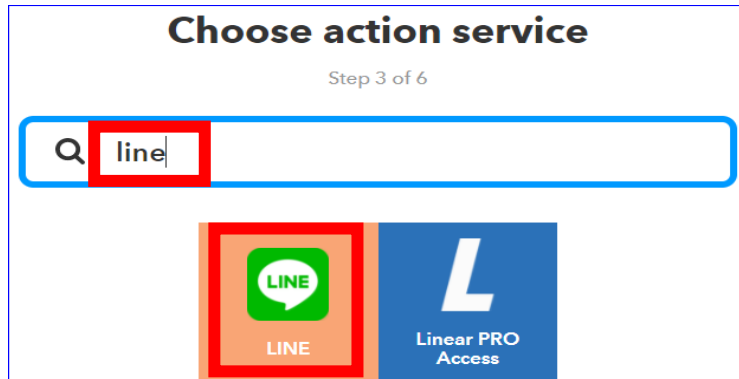 Choose action service
Step 3 of 6
line
LINE
LINE
L
Linear PRO
Access